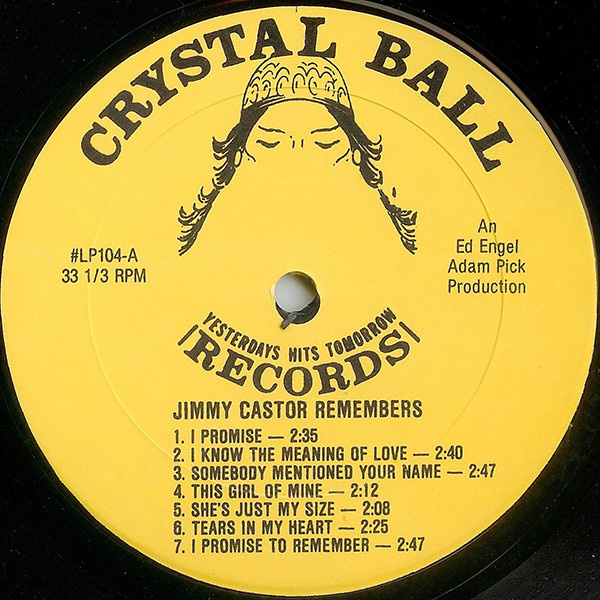 CRYSTAL BALL
#LP104-A
33 1/3 RPM
An
Ed Engel
Adam Pick
Production
YESTERDAYS HITS TOMORROW
RECORDS
JIMMY CASTOR REMEMBERS
1. I PROMISE — 2:35
2. I KNOW THE MEANING OF LOVE — 2:40
3. SOMEBODY MENTIONED YOUR NAME — 2:47
4. THIS GIRL OF MINE — 2:12
5. SHE'S JUST MY SIZE — 2:08
6. TEARS IN MY HEART — 2:25
7. I PROMISE TO REMEMBER — 2:47